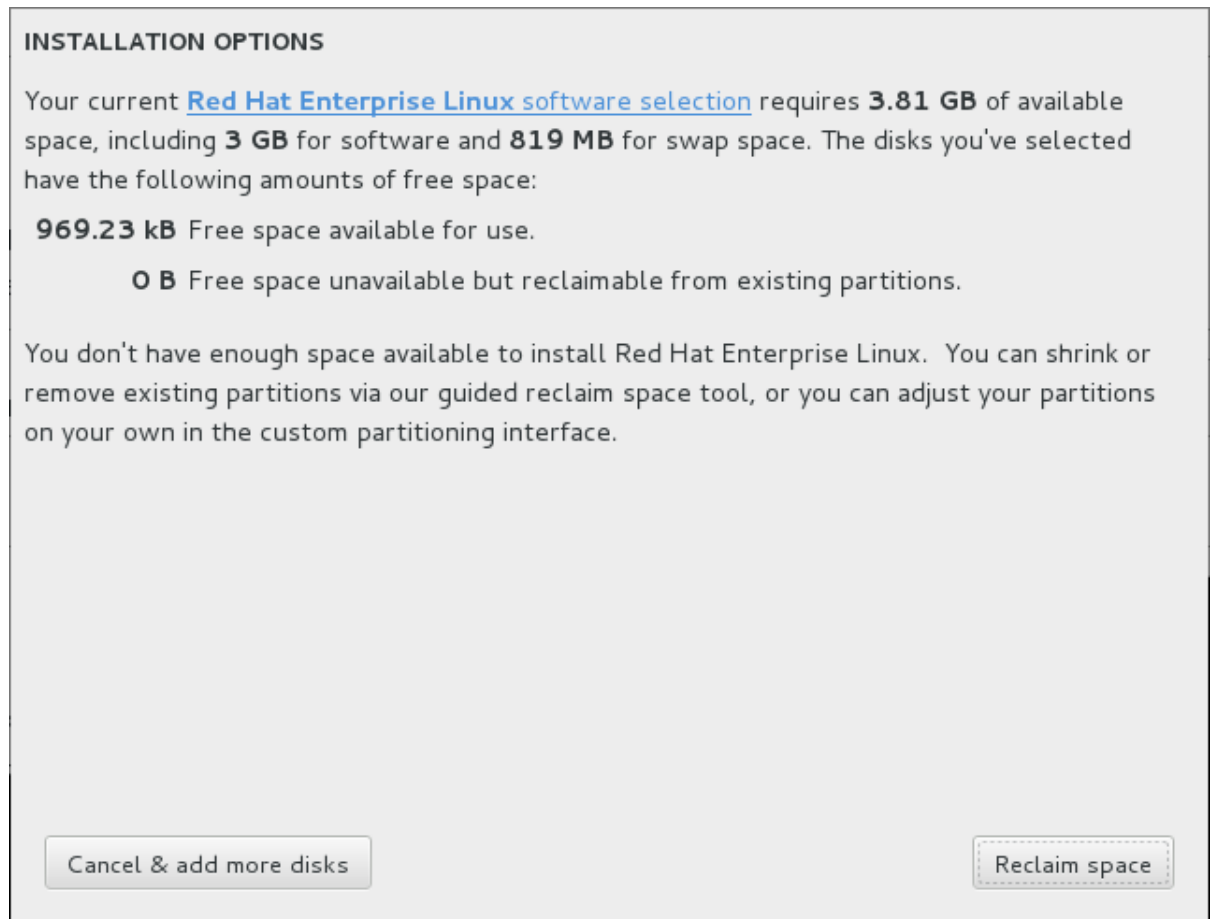 INSTALLATION OPTIONS
Your current Red Hat Enterprise Linux software selection requires 3.81 GB of available
space, including 3 GB for software and 819 MB for swap space. The disks you've selected
have the following amounts of free space:
969.23 kB Free space available for use.
0 B Free space unavailable but reclaimable from existing partitions.
You don't have enough space available to install Red Hat Enterprise Linux. You can shrink or
remove existing partitions via our guided reclaim space tool, or you can adjust your partitions
on your own in the custom partitioning interface.
Cancel & add more disks
Reclaim space